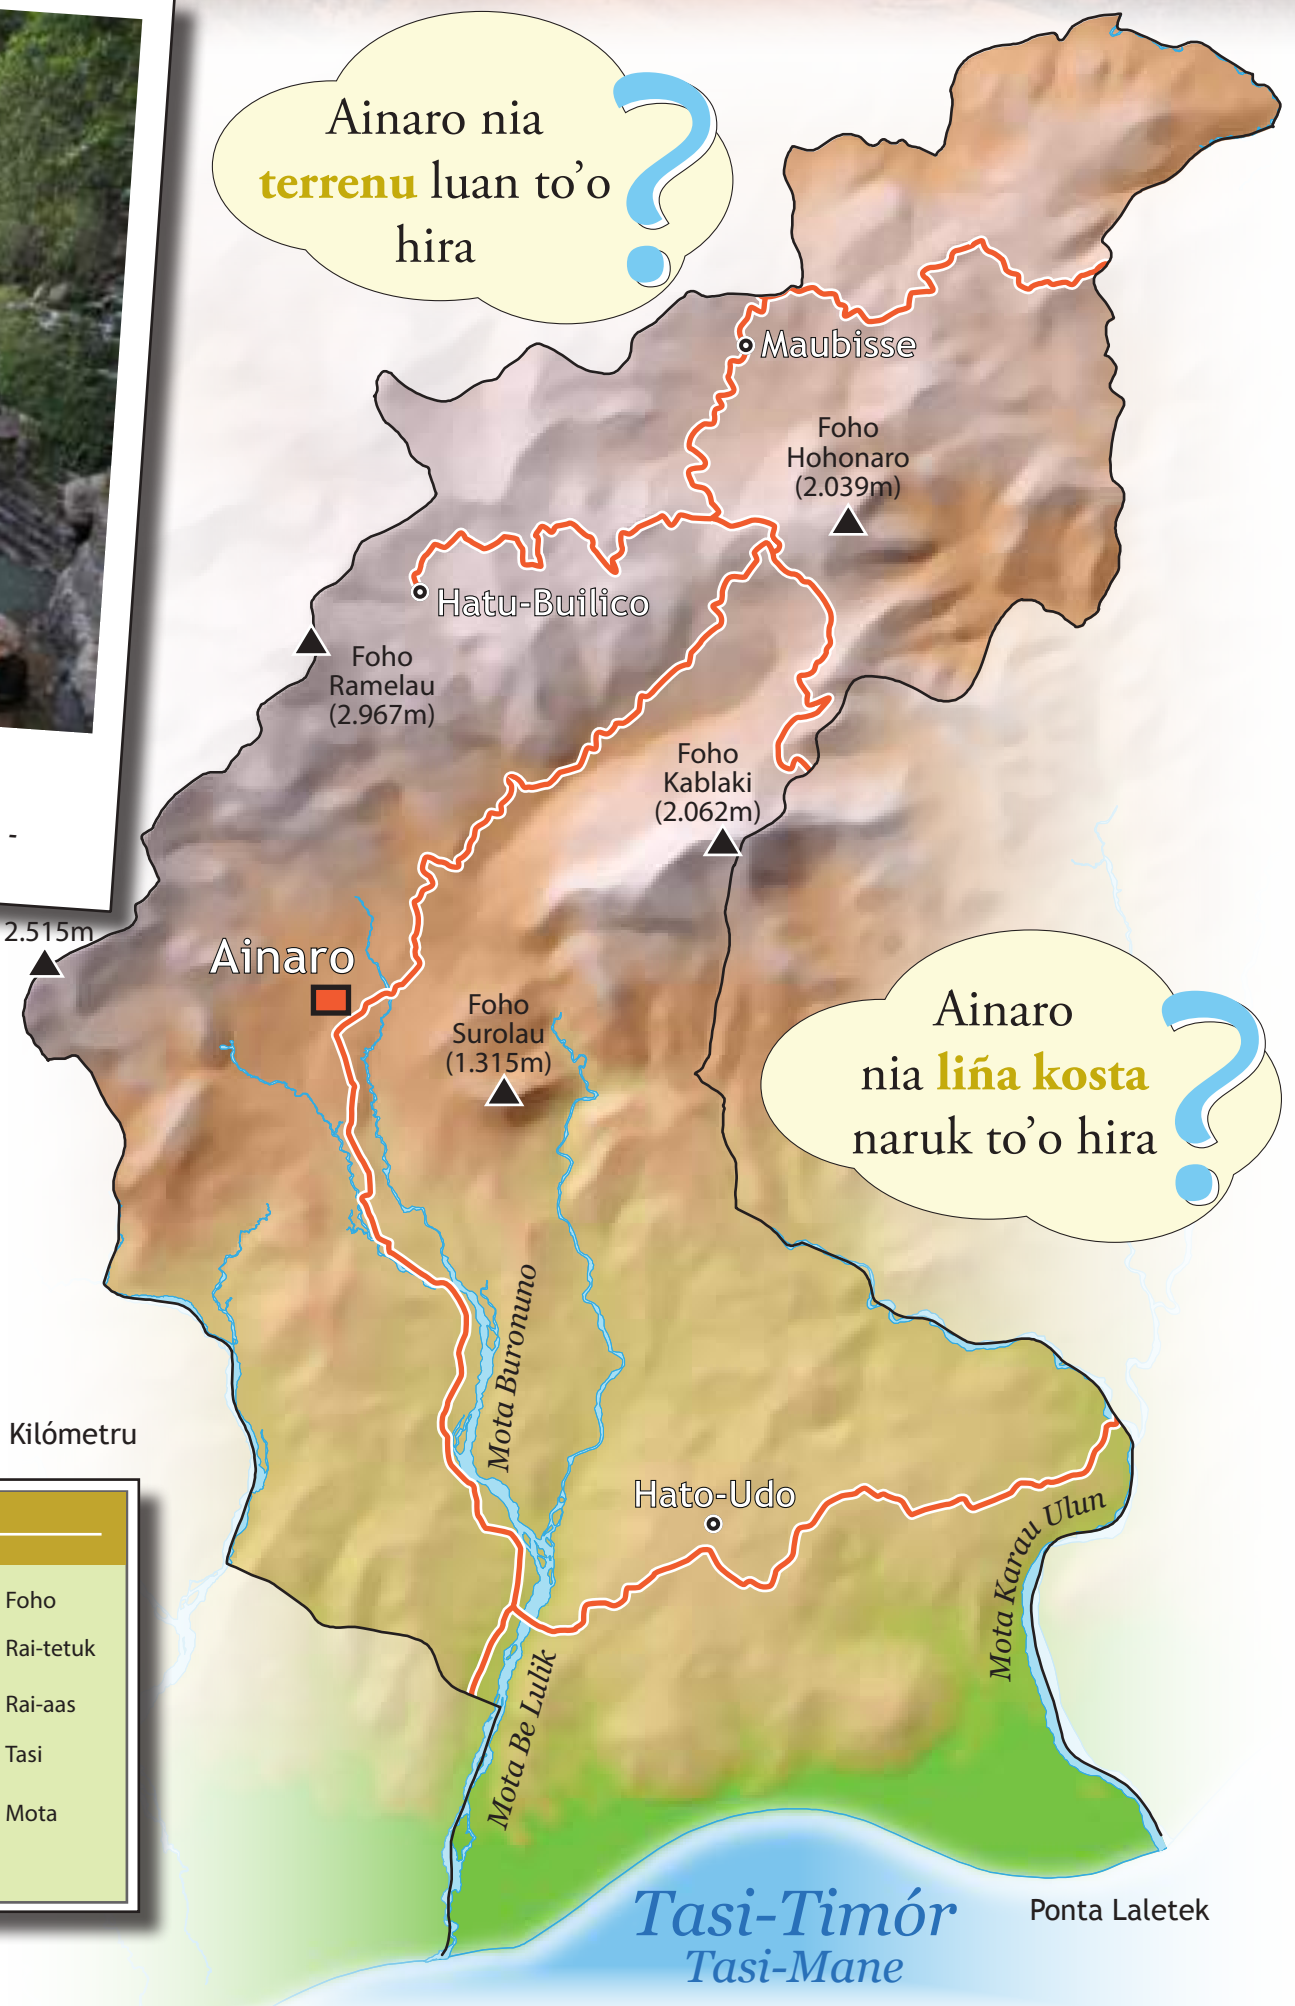 Ainaro nia
terrenu luan to’o
hira
?
Maubisse
Foho
Hohonaro
(2.039m)
Hatu-Builico
Foho
Ramelau
(2.967m)
Foho
Kablaki
(2.062m)
-
2.515m
Ainaro
Foho
Surolau
(1.315m)
Ainaro
nia liña kosta
naruk to’o hira
?
Mota Buronuno
Kilómetru
Hato-Udo
Mota Karau Ulun
Foho
Rai-tetuk
Rai-aas
Tasi
Mota
Mota Be Lulik
Tasi-Timór
Tasi-Mane
Ponta Laletek